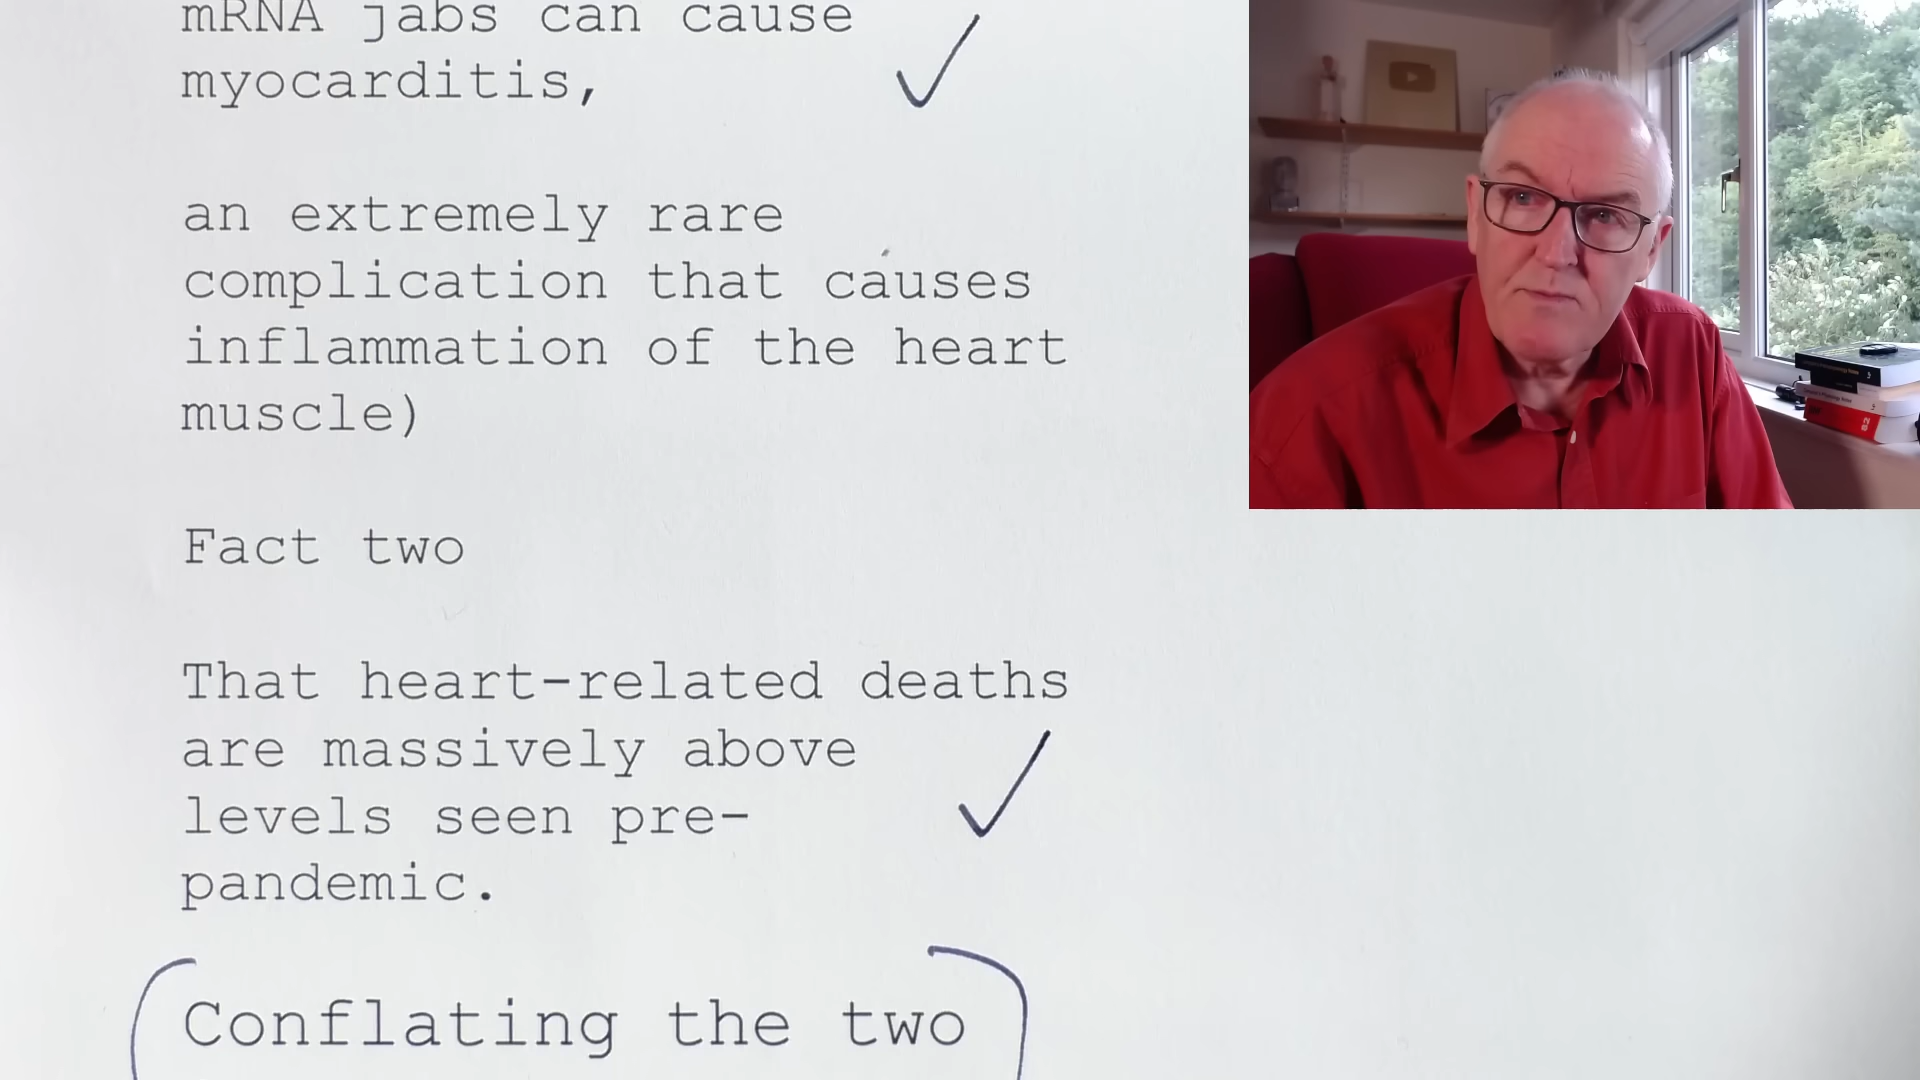 mRNA jabs can cause
myocarditis,
an extremely rare
complication that causes
inflammation of the heart
muscle)
Fact two
That heart-related deaths
are massively above
levels seen pre-
pandemic.
Conflating the two